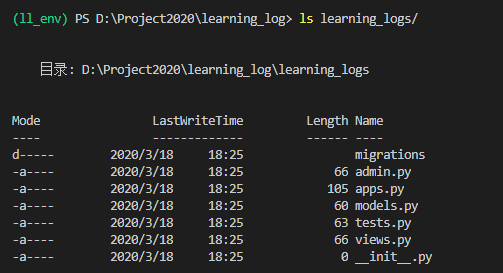 (ll_env) PS D:\Project2020\learning_log> ls learning_logs/
目录: D:\Project2020\learning_log\learning_logs
Mode LastWriteTime Length Name
---- ------------- ------ ----
d----- 2020/3/18 18:25 migrations
-a---- 2020/3/18 18:25 66 admin.py
-a---- 2020/3/18 18:25 105 apps.py
-a---- 2020/3/18 18:25 60 models.py
-a---- 2020/3/18 18:25 63 tests.py
-a---- 2020/3/18 18:25 66 views.py
-a---- 2020/3/18 18:25 0 __init__.py